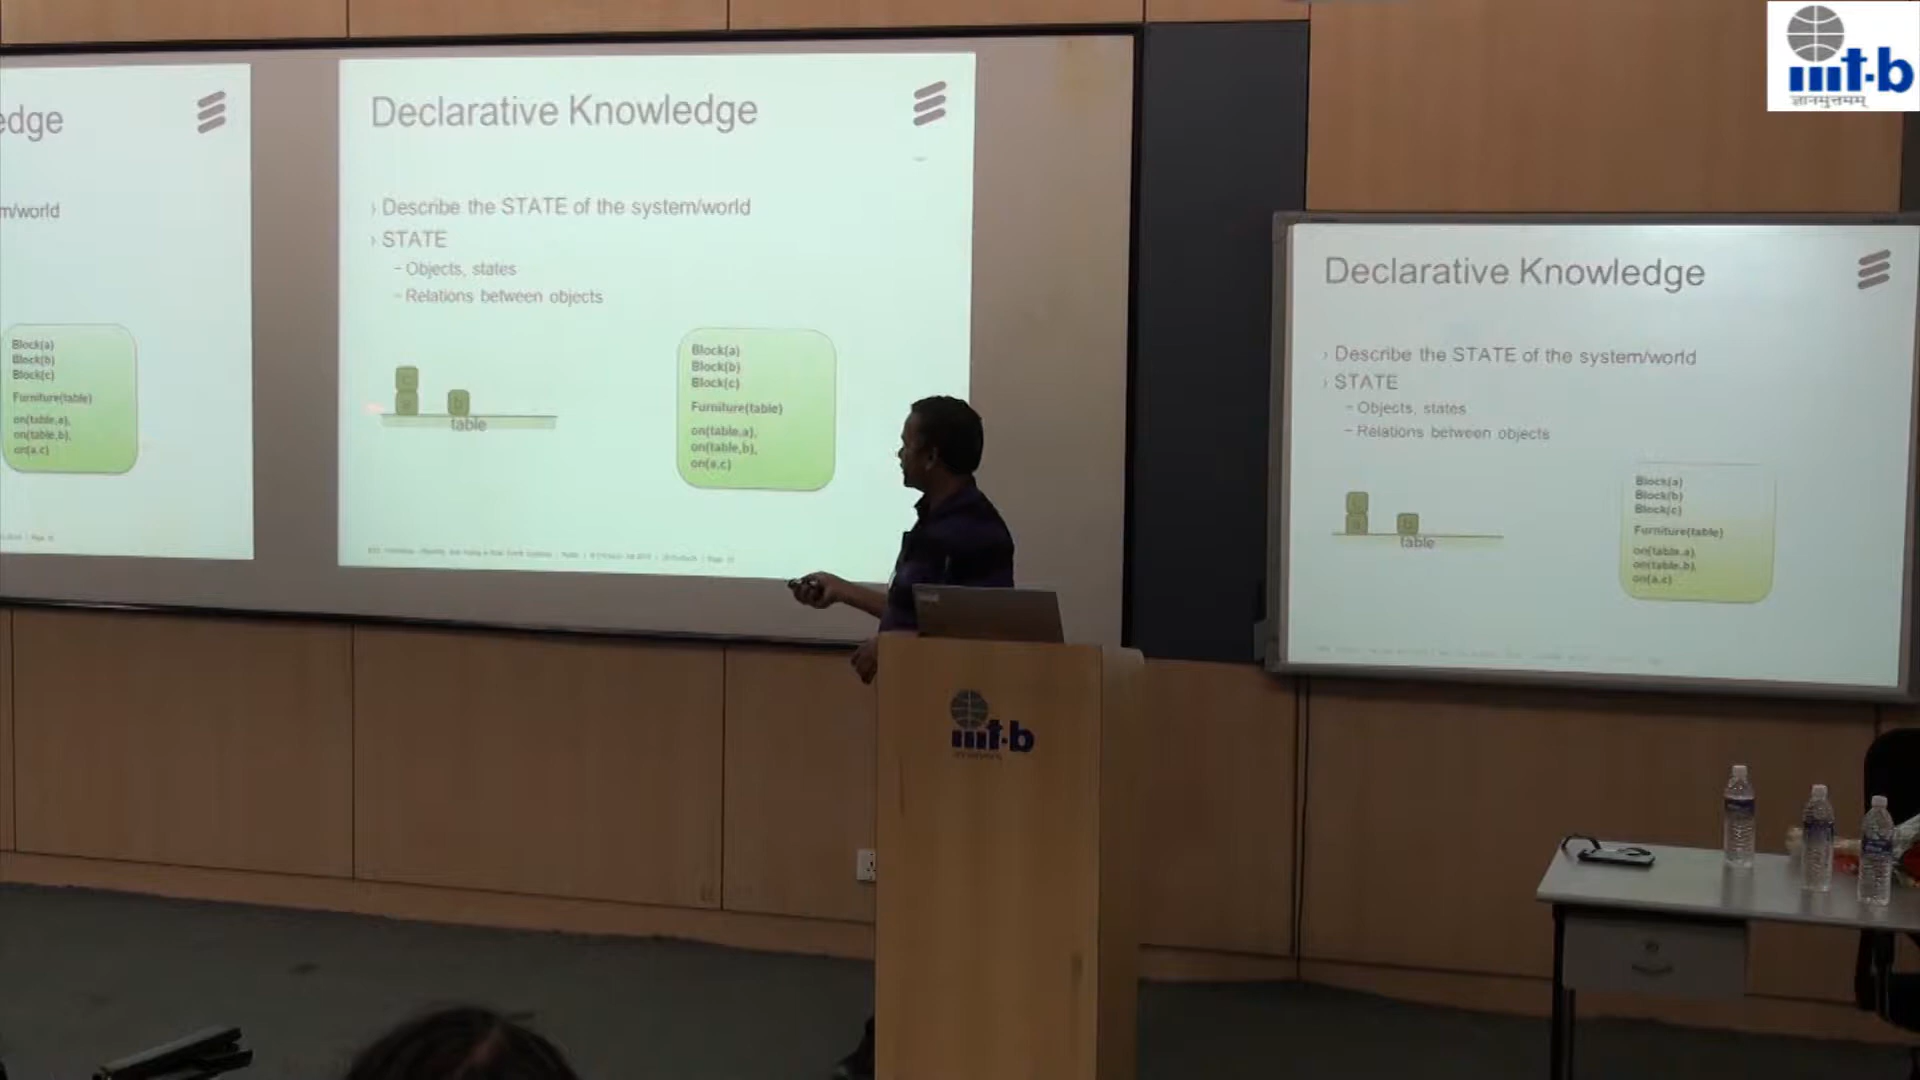 edge
m/world
Block(a)
Block(b)
Block(c)
Furniture(table)
on(table,a),
on(table,b),
on(a,c)
Declarative Knowledge
› Describe the STATE of the system/world
› STATE
– Objects, states
– Relations between objects
c
a
b
table
Block(a)
Block(b)
Block(c)
Furniture(table)
on(table,a),
on(table,b),
on(a,c)
Declarative Knowledge
› Describe the STATE of the system/world
› STATE
– Objects, states
– Relations between objects
c
a
b
table
Block(a)
Block(b)
Block(c)
Furniture(table)
on(table,a),
on(table,b),
on(a,c)
iiit-b
iiit-b
ज्ञानमुत्तमम्